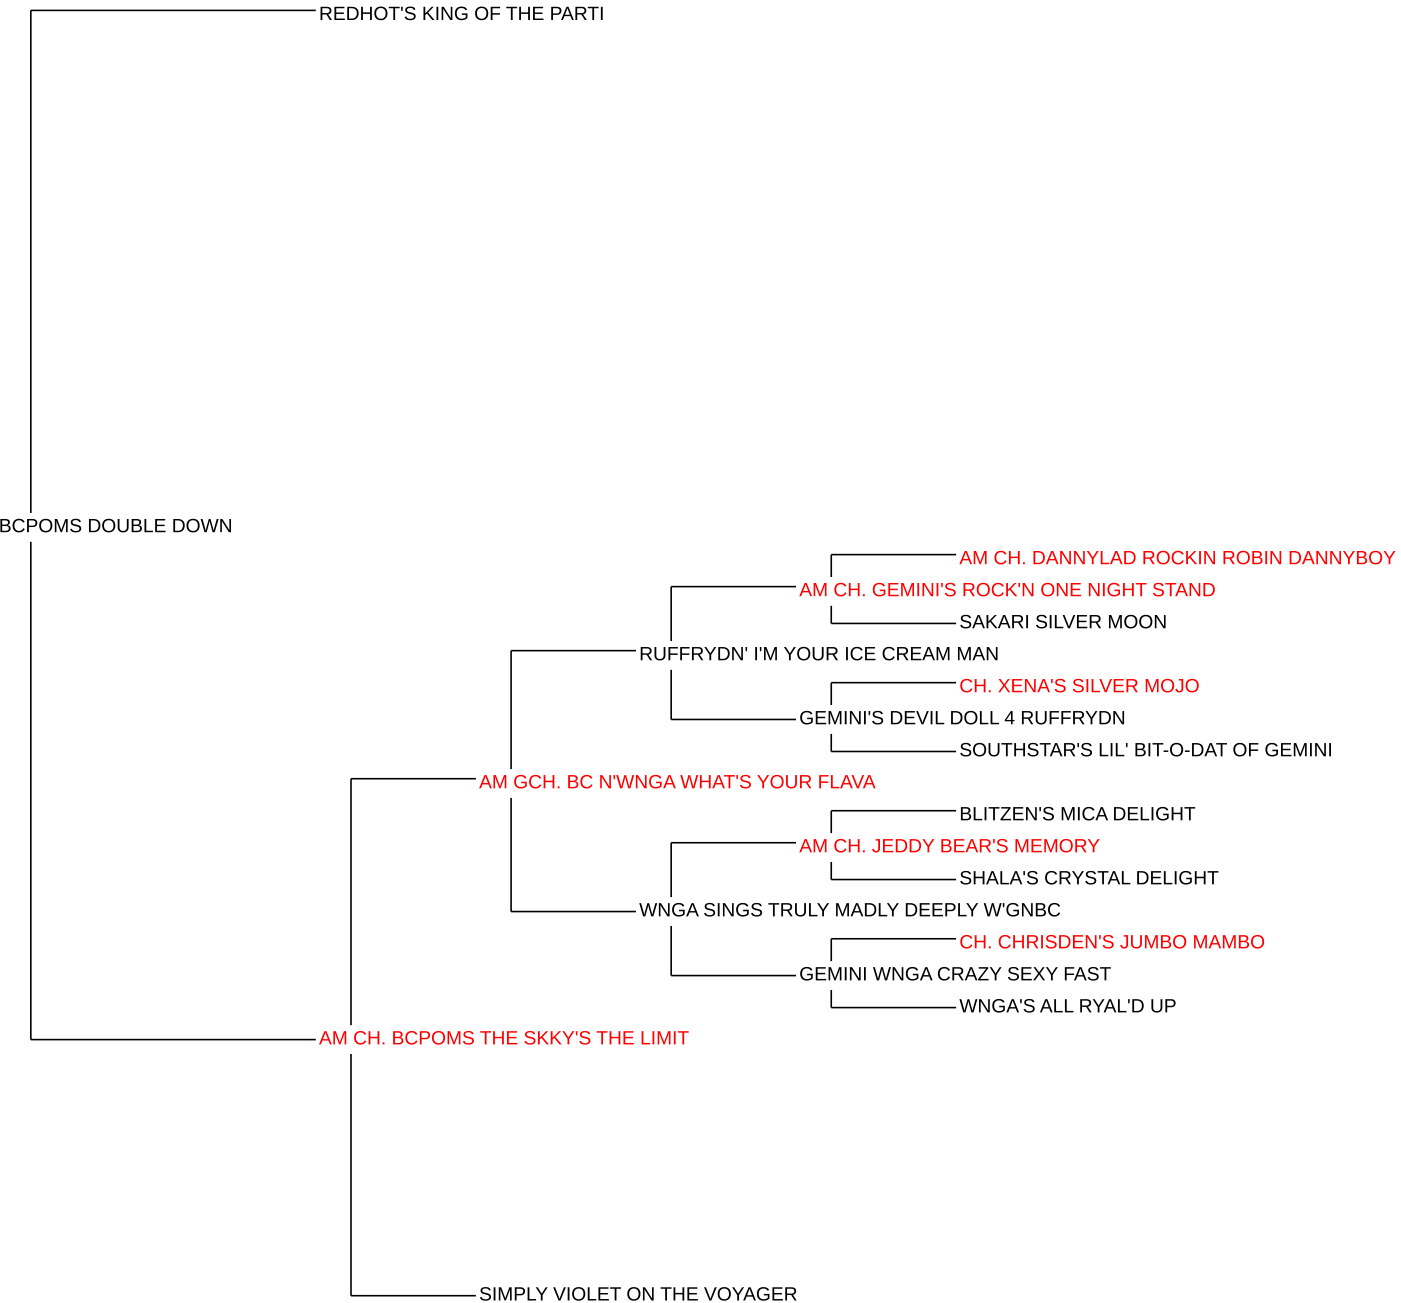 REDHOT'S KING OF THE PARTI
BCPOMS DOUBLE DOWN
AM CH. DANNYLAD ROCKIN ROBIN DANNYBOY
AM CH. GEMINI'S ROCK'N ONE NIGHT STAND
SAKARI SILVER MOON
RUFFRYDN' I'M YOUR ICE CREAM MAN
CH. XENA'S SILVER MOJO
GEMINI'S DEVIL DOLL 4 RUFFRYDN
SOUTHSTAR'S LIL' BIT-O-DAT OF GEMINI
AM GCH. BC N'WNGA WHAT'S YOUR FLAVA
BLITZEN'S MICA DELIGHT
AM CH. JEDDY BEAR'S MEMORY
SHALA'S CRYSTAL DELIGHT
WNGA SINGS TRULY MADLY DEEPLY W'GNBC
CH. CHRISDEN'S JUMBO MAMBO
GEMINI WNGA CRAZY SEXY FAST
WNGA'S ALL RYAL'D UP
AM CH. BCPOMS THE SKKY'S THE LIMIT
SIMPLY VIOLET ON THE VOYAGER